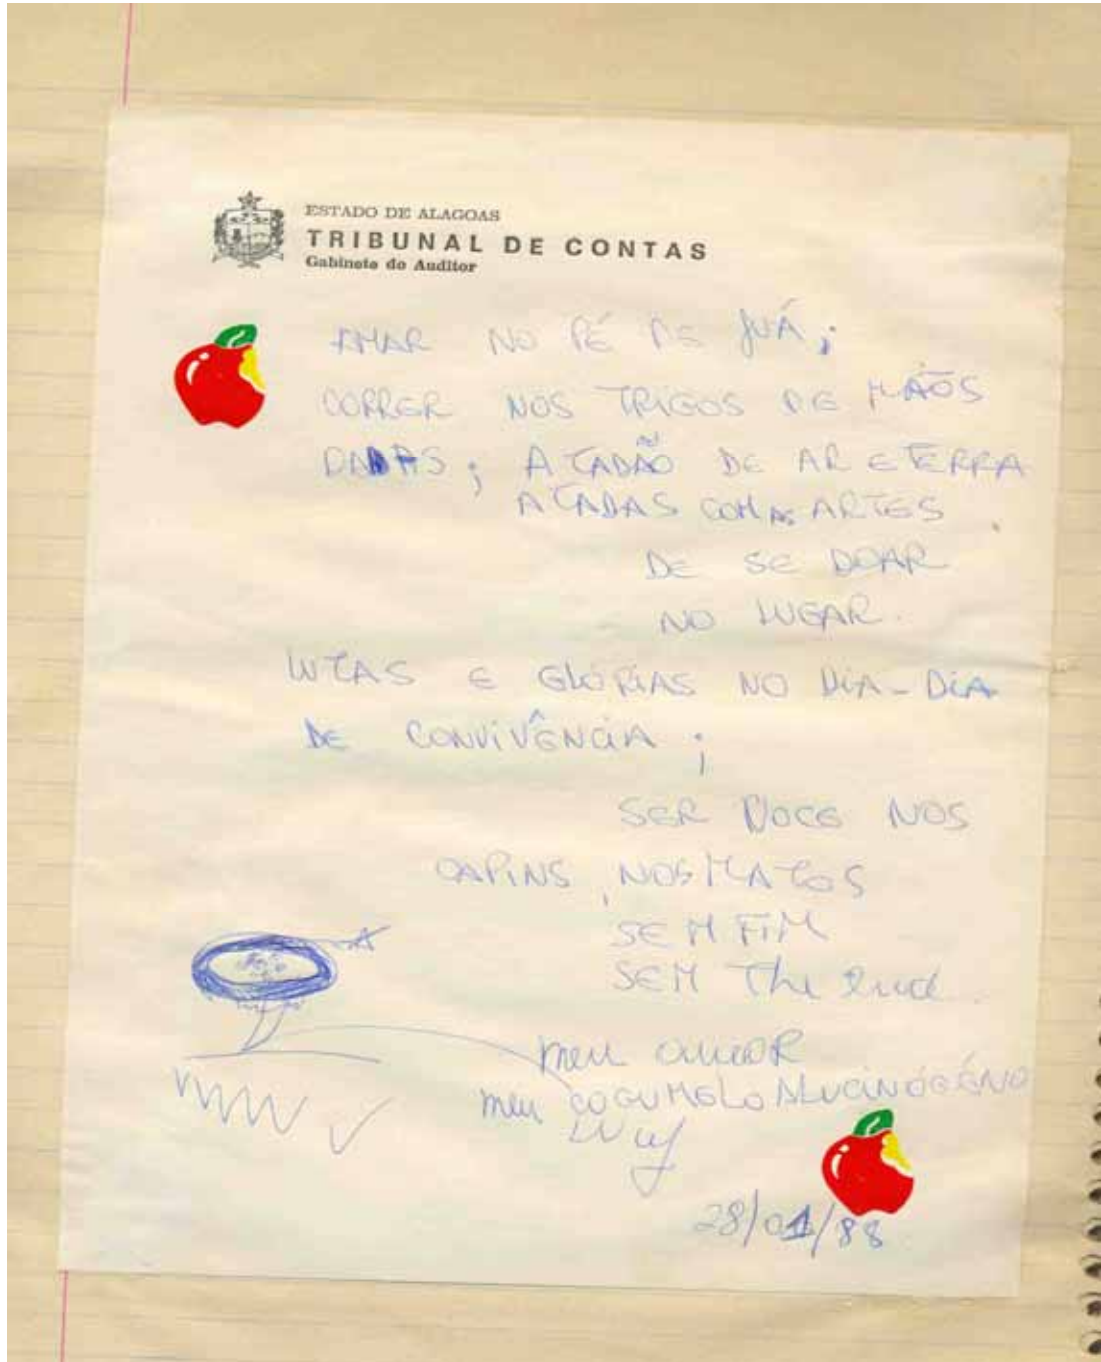 ESTADO DE ALAGOAS
TRIBUNAL DE CONTAS
Gabinete do Auditor
AMAR NO PÉ DE JUÁ;
CORRER NOS TRIGOS DE MÃOS
DADAS; A DE AR E TERRA
ATADAS COM AS ARTES
DE SE DOAR
NO LUGAR.
LUTAS E GLÓRIAS NO DIA-DIA
DE CONVIVÊNCIA;
SER DOCE NOS
CAPINS, NOS MATOS
SEM FIM
SEM The End.
meu amor
meu COGUMELO ALUCINÓGENO
28/01/88